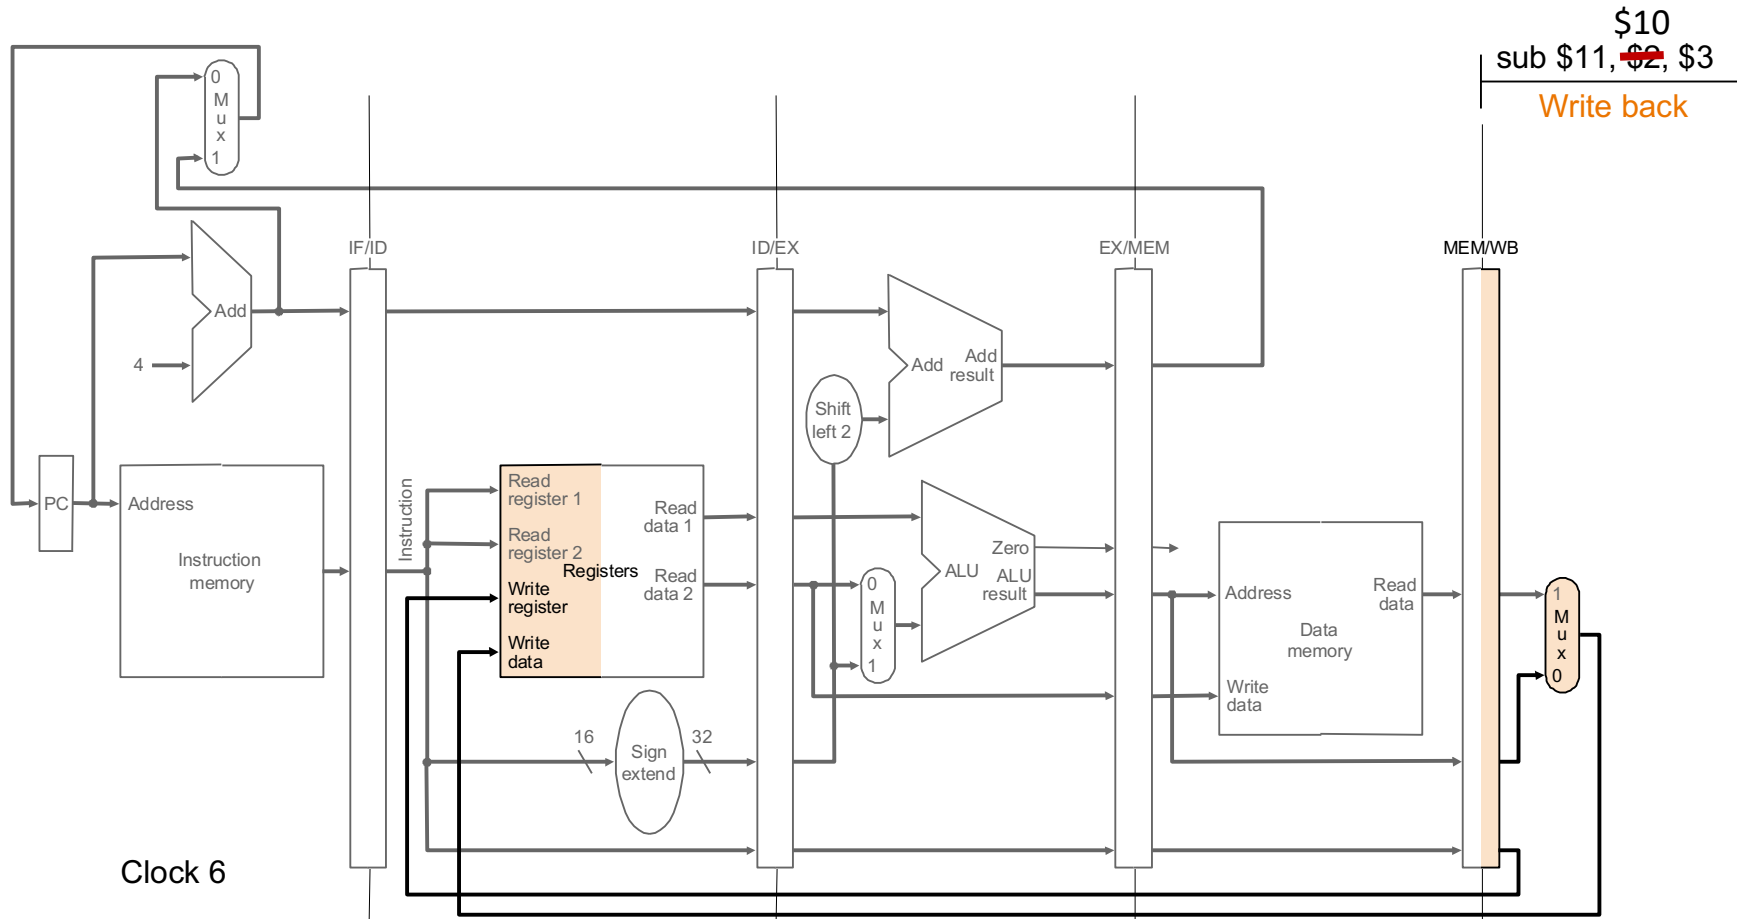 $10
sub $11, $2, $3
Write back
0
M
u
x
1
IF/ID
ID/EX
EX/MEM
MEM/WB
Add
4
Add
Add
result
Shift
left 2
PC
Address
Instruction
memory
Instruction
Read
register 1
Read
register 2
Write
register
Write
data
Registers
Read
data 1
Read
data 2
0
M
u
x
1
Zero
ALU
ALU
result
Address
Read
data
Data
memory
Write
data
1
M
u
x
0
16
Sign
extend
32
Clock 6